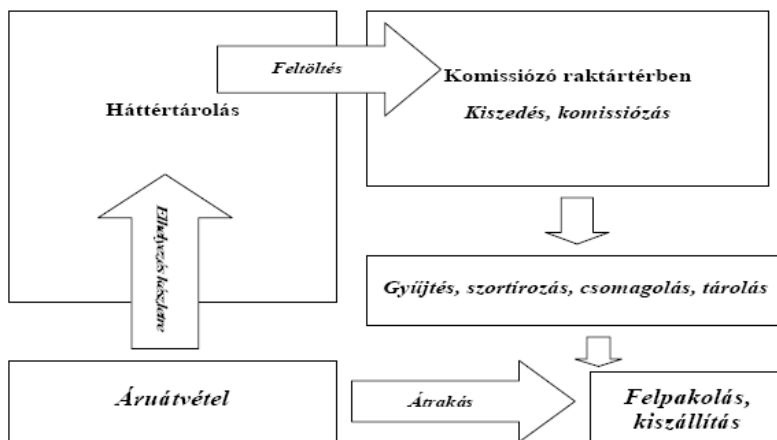 Feltöltés
Komissiózó raktártérben
Kiszedés, komissiózás
Háttértárolás
Elhelyezés készletre
Gyűjtés, szortírozás, csomagolás, tárolás
Áruátvétel
Átrakás
Felpakolás,
kiszállítás